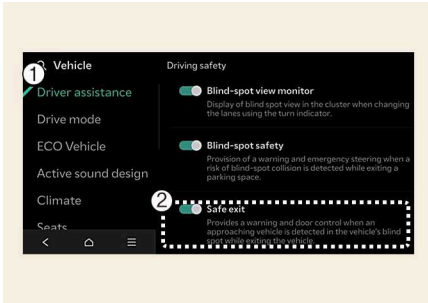 Vehicle
1
Driver assistance
Drive mode
ECO Vehicle
Active sound design
Climate
Seats
Driving safety
Blind-spot view monitor
Display of blind spot view in the cluster when changing
the lanes using the turn indicator.
Blind-spot safety
Provision of a warning and emergency steering when a
risk of blind-spot collision is detected while exiting a
parking space.
2
Safe exit
Provides a warning and door control when an
approaching vehicle is detected in the vehicle's blind
spot while exiting the vehicle.